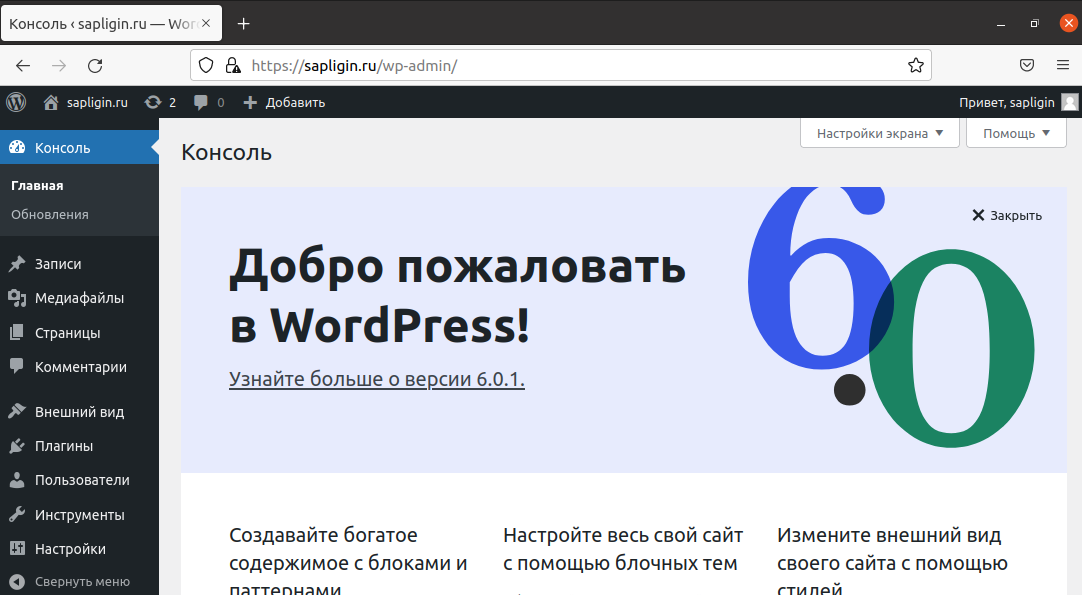 Консоль ‹ sapligin.ru — Wor
https://sapligin.ru/wp-admin/
sapligin.ru 2 0 Добавить Привет, sapligin
Консоль
Главная
Обновления
Записи
Медиафайлы
Страницы
Комментарии
Внешний вид
Плагины
Пользователи
Инструменты
Настройки
Свернуть меню
Настройки экрана Помощь
Консоль
Закрыть
Добро пожаловать
в WordPress!
Узнайте больше о версии 6.0.1.
6.0
Создавайте богатое
содержимое с блоками и
паттернами
Настройте весь свой сайт
с помощью блочных тем
Измените внешний вид
своего сайта с помощью
стилей